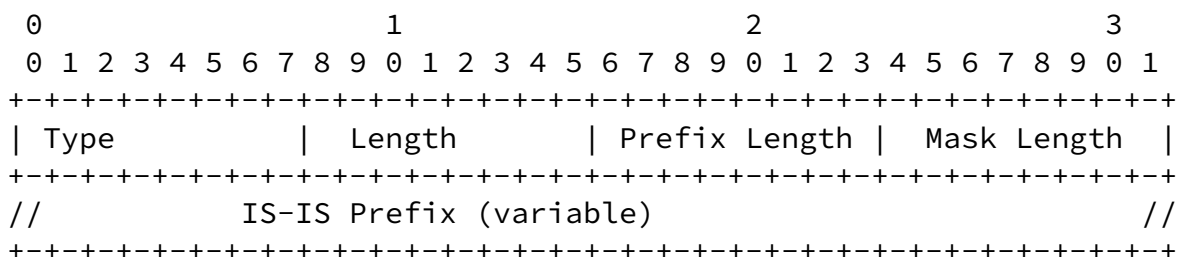 0                   1                   2                   3
0 1 2 3 4 5 6 7 8 9 0 1 2 3 4 5 6 7 8 9 0 1 2 3 4 5 6 7 8 9 0 1
+-+-+-+-+-+-+-+-+-+-+-+-+-+-+-+-+-+-+-+-+-+-+-+-+-+-+-+-+-+-+-+-+
| Type          |  Length       | Prefix Length |  Mask Length  |
+-+-+-+-+-+-+-+-+-+-+-+-+-+-+-+-+-+-+-+-+-+-+-+-+-+-+-+-+-+-+-+-+
//           IS-IS Prefix (variable)                           //
+-+-+-+-+-+-+-+-+-+-+-+-+-+-+-+-+-+-+-+-+-+-+-+-+-+-+-+-+-+-+-+-+